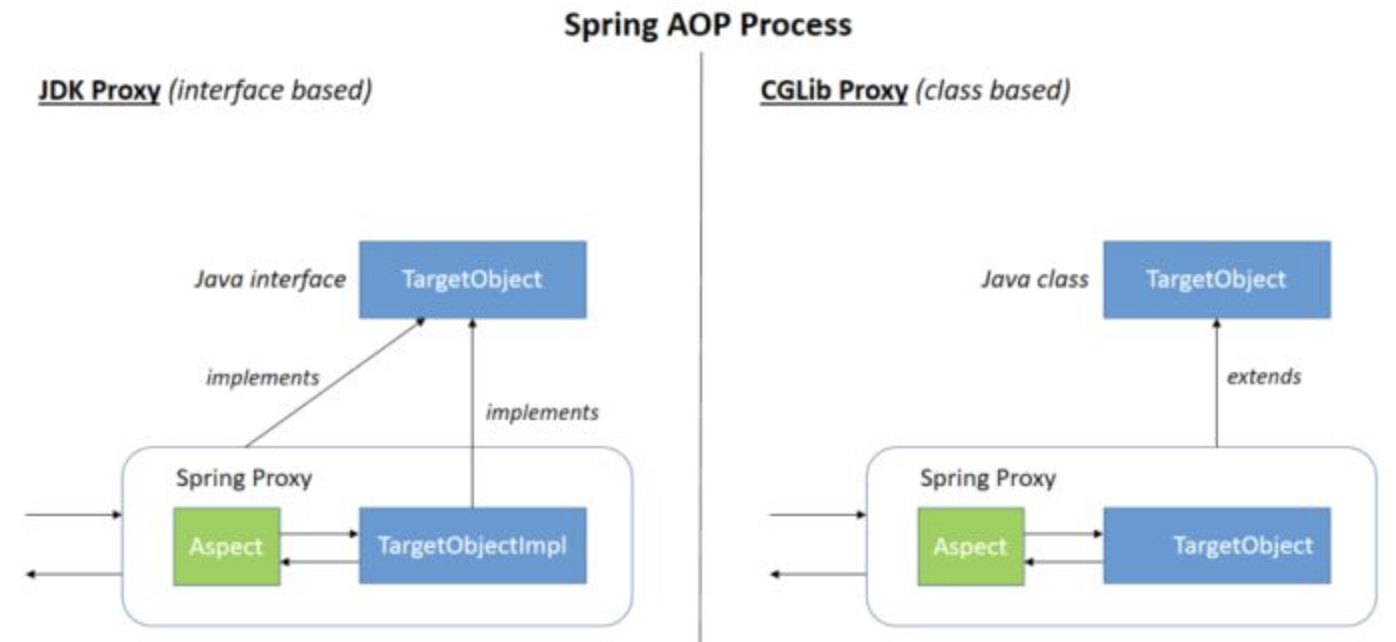 Spring AOP Process
JDK Proxy (interface based)
Java interface
TargetObject
implements
implements
Spring Proxy
Aspect
TargetObjectImpl
CGLib Proxy (class based)
Java class
TargetObject
extends
Spring Proxy
Aspect
TargetObject